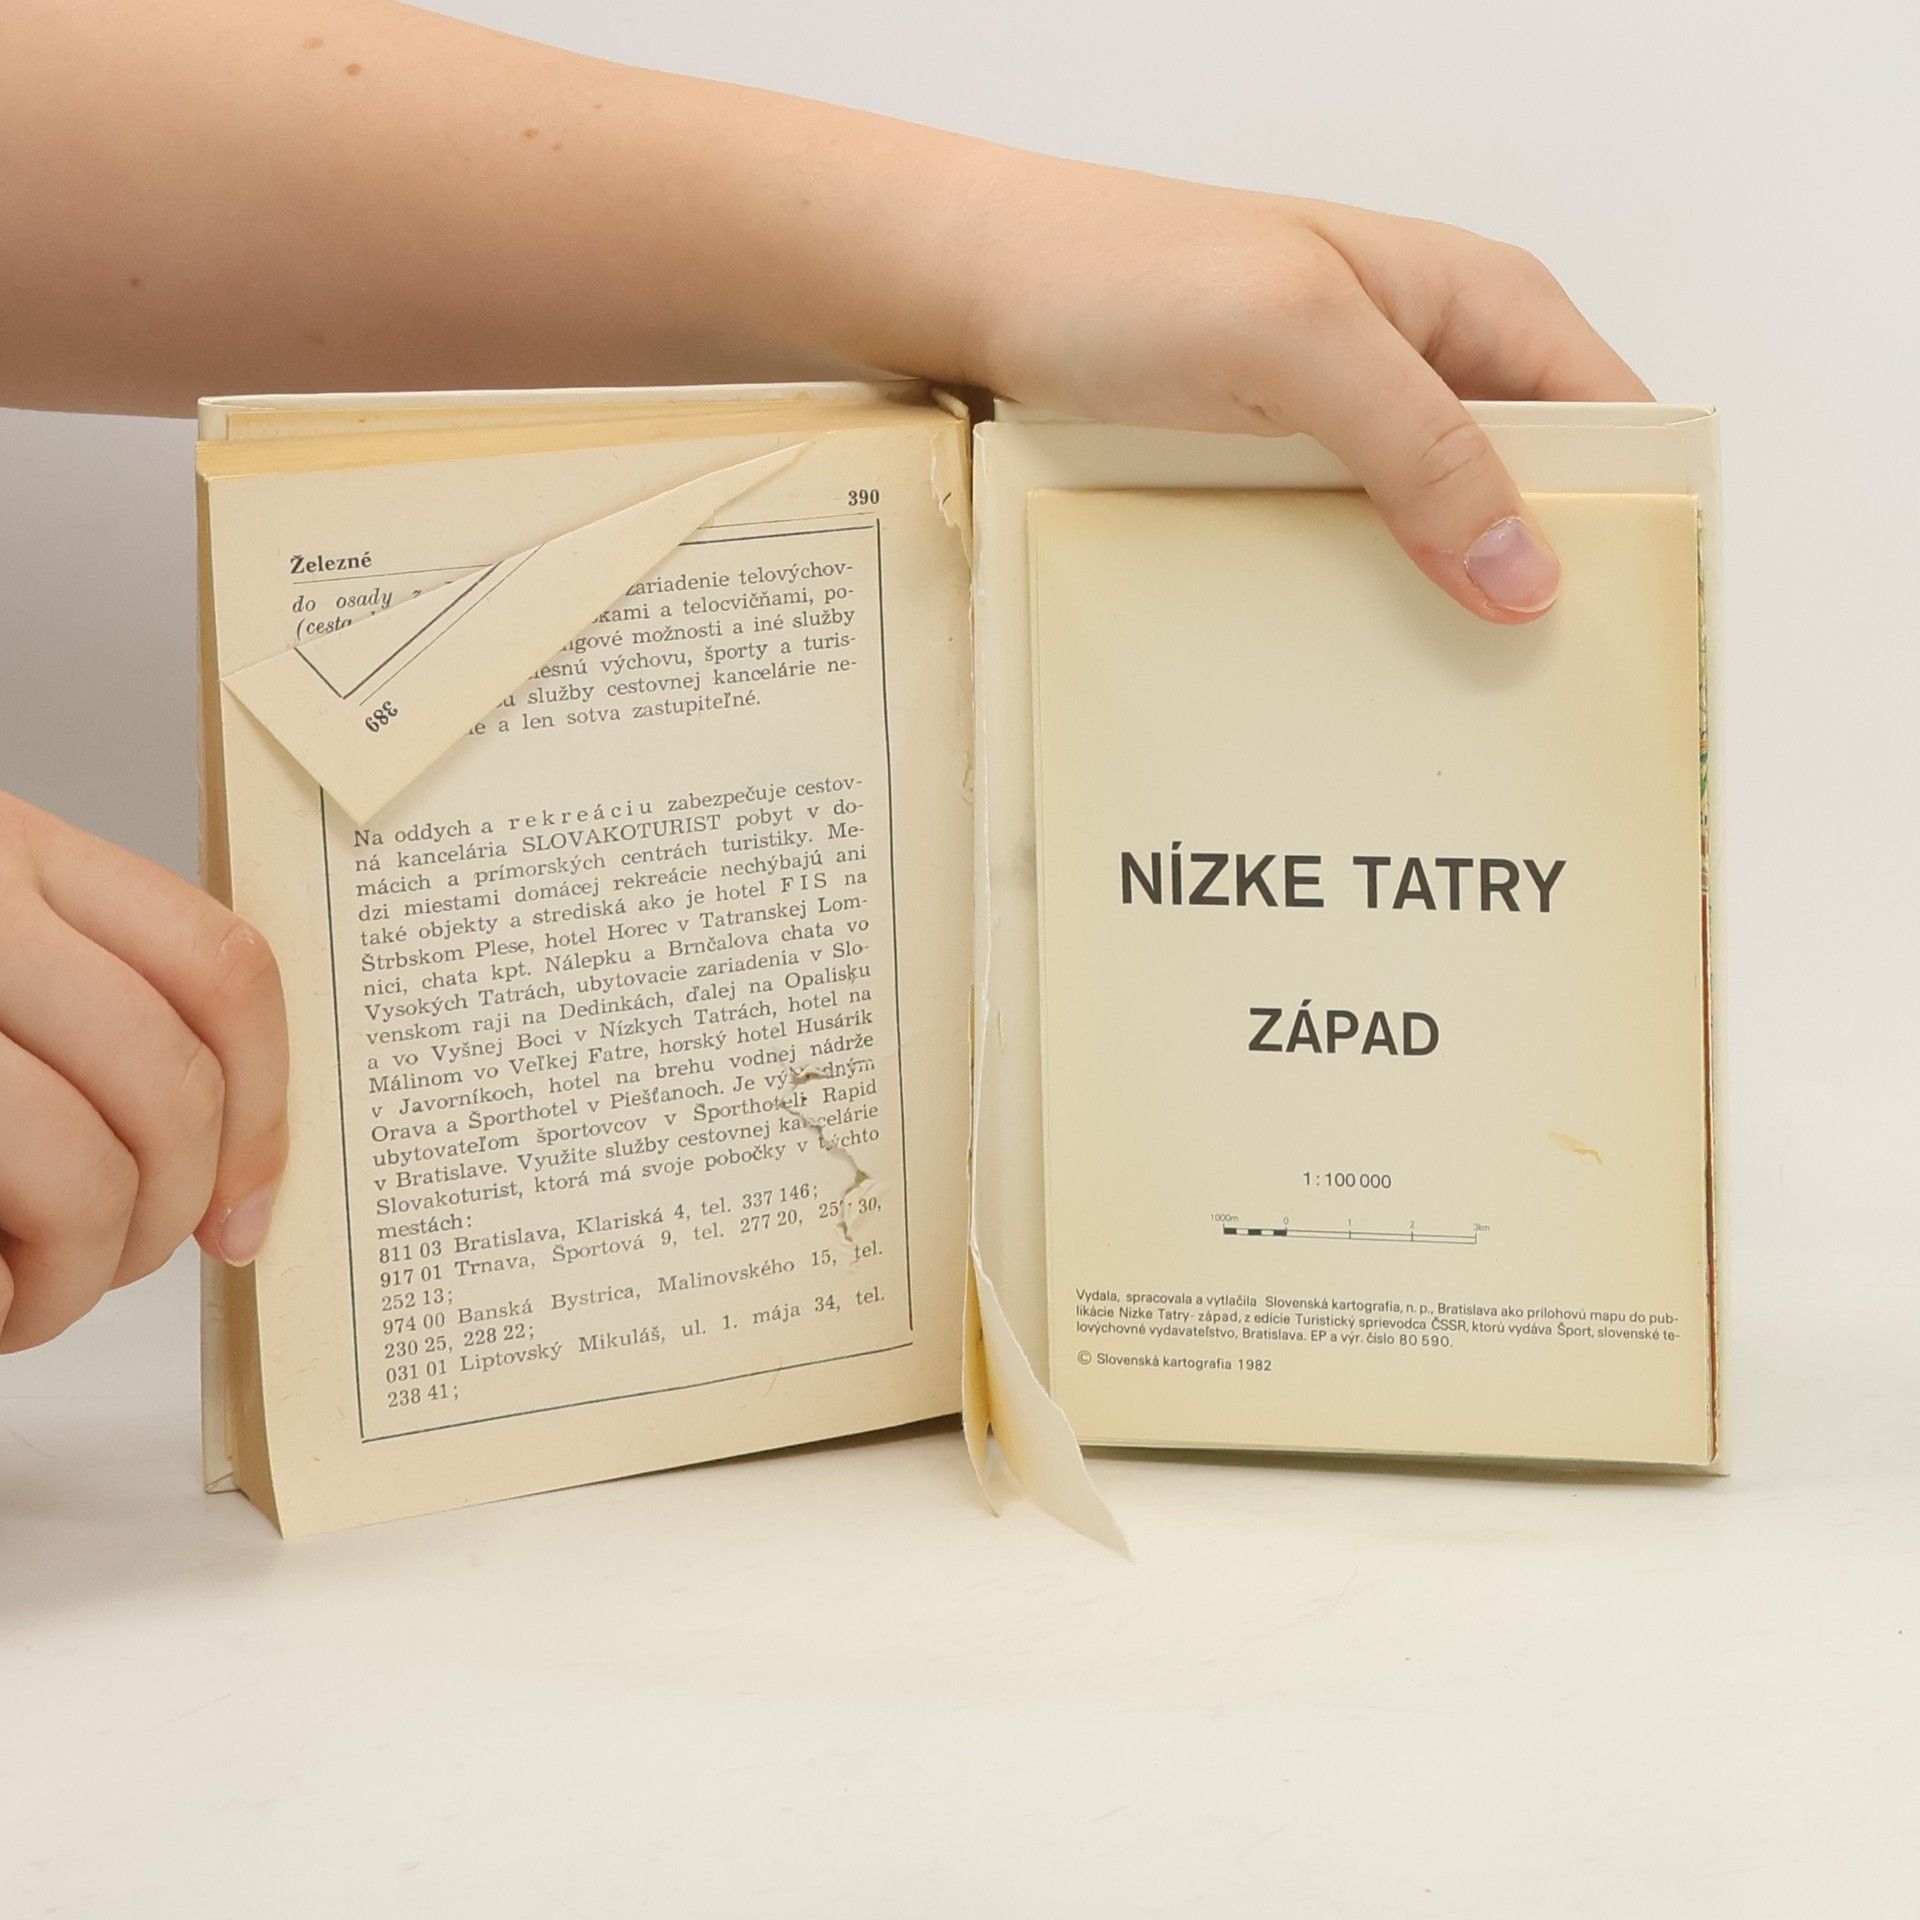 390
Železné
do osady
(cesta
389
zariadenie telovýchov-
kami a telocvičňami, po-
ngové možnosti a iné služby
lesnú výchovu, športy a turis-
služby cestovnej kancelárie ne-
a len sotva zastupiteľné.
Na oddych a rekreáciu zabezpečuje cestov-
ná kancelária SLOVAKOTURIST pobyt v do-
mácich a prímorských centrách turistiky. Me-
dzi miestami domácej rekreácie nechýbajú ani
také objekty a strediská ako je hotel FIS na
Štrbskom Plese, hotel Horec v Tatranskej Lom-
nici, chata kpt. Nálepku a Brnčalova chata vo
Vysokých Tatrách, ubytovacie zariadenia v Slo-
venskom raji na Dedinkách, ďalej na Opalisku
a vo Vyšnej Boci v Nízkych Tatrách, hotel na
Málinom vo Veľkej Fatre, horský hotel Husárik
v Javorníkoch, hotel na brehu vodnej nádrže
Orava a Športhotel v Piešťanoch. Je vý dným
ubytovateľom športovcov v Športhoteli Rapid
v Bratislave. Využite služby cestovnej kancelárie
Slovakoturist, ktorá má svoje pobočky v týchto
mestách:
811 03 Bratislava, Klariská 4, tel. 337 146;
917 01 Trnava, Športová 9, tel. 277 20, 25 30,
252 13;
974 00 Banská Bystrica, Malinovského 15, tel.
230 25, 228 22;
031 01 Liptovský Mikuláš, ul. 1. mája 34, tel.
238 41;
NÍZKE TATRY
ZÁPAD
1:100 000
1000m 0 1 2 3km
Vydala, spracovala a vytlačila Slovenská kartografia, n. p., Bratislava ako prílohovú mapu do pub-
likácie Nízke Tatry- západ, z edície Turistický sprievodca ČSSR, ktorú vydáva Šport, slovenské te-
lovýchovné vydavateľstvo, Bratislava. EP a výr. číslo 80 590.
© Slovenská kartografia 1982